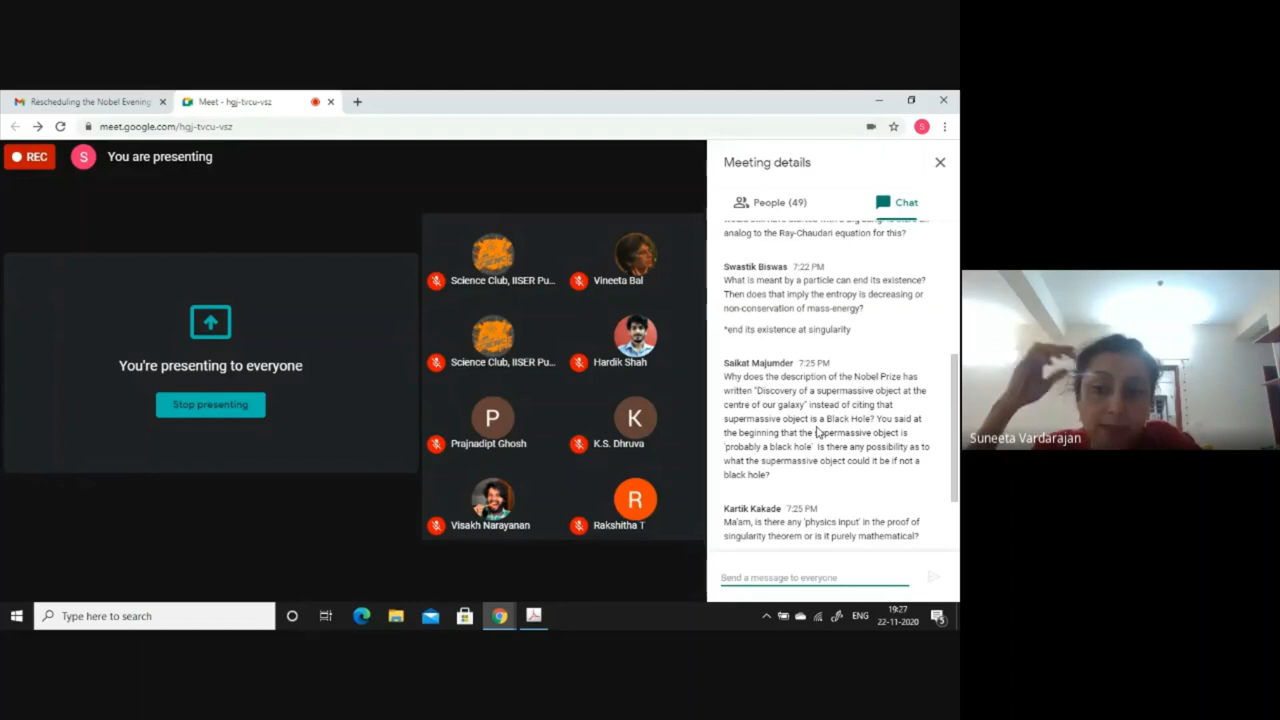 Rescheduling the Nobel Evening
Meet - hgj-tvcu-vsz
meet.google.com/hgj-tvcu-vsz
S
REC
S
You are presenting
Meeting details
People (49)
Chat
analog to the Ray-Chaudari equation for this?
Swastik Biswas 7:22 PM
What is meant by a particle can end its existence?
Then does that imply the entropy is decreasing or
non-conservation of mass-energy?
*end its existence at singularity
Saikat Majumder 7:25 PM
Why does the description of the Nobel Prize has
written "Discovery of a supermassive object at the
centre of our galaxy" instead of citing that
supermassive object is a Black Hole? You said at
the beginning that the supermassive object is
'probably a black hole' Is there any possibility as to
what the supermassive object could it be if not a
black hole?
Kartik Kakade 7:25 PM
Ma'am, is there any 'physics input' in the proof of
singularity theorem or is it purely mathematical?
Send a message to everyone
You're presenting to everyone
Stop presenting
Science Club, IISER Pu...
Vineeta Bal
Science Club, IISER Pu...
Hardik Shah
P
Prajnadipt Ghosh
K
K.S. Dhruva
Visakh Narayanan
R
Rakshitha T
Suneeta Vardarajan
Type here to search
ENG
19:27
22-11-2020
5